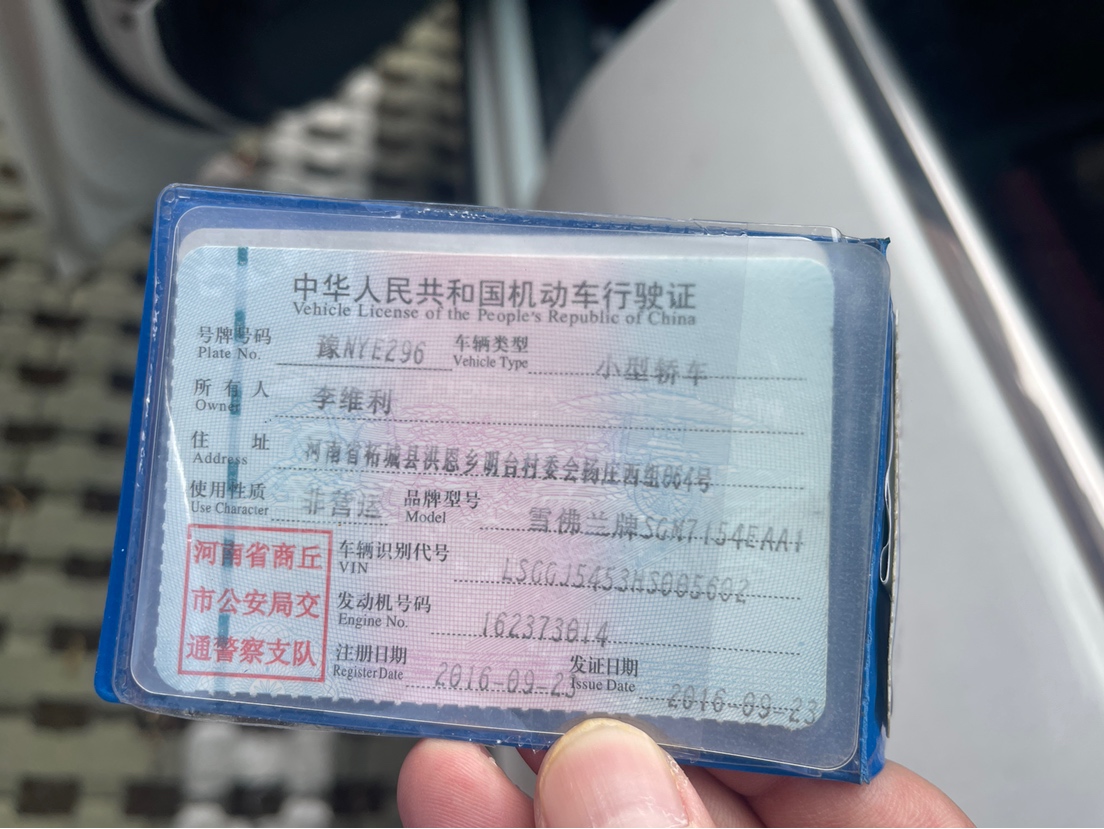 中华人民共和国机动车行驶证
Vehicle License of the People's Republic of China
号牌号码 豫NYE296 车辆类型 小型轿车
Plate No. Vehicle Type
所有人 李维利
Owner
住址 河南省柘城县洪恩乡明台村委会杨庄西组064号
Address
使用性质 非营运 品牌型号 雪佛兰牌SGM7154EAA1
Use Character Model
河南省商丘
市公安局交
通警察支队
车辆识别代号 LSGGJ5453HS005602
VIN
发动机号码 162373014
Engine No.
注册日期 2016-09-23 发证日期 2016-09-23
Register Date Issue Date